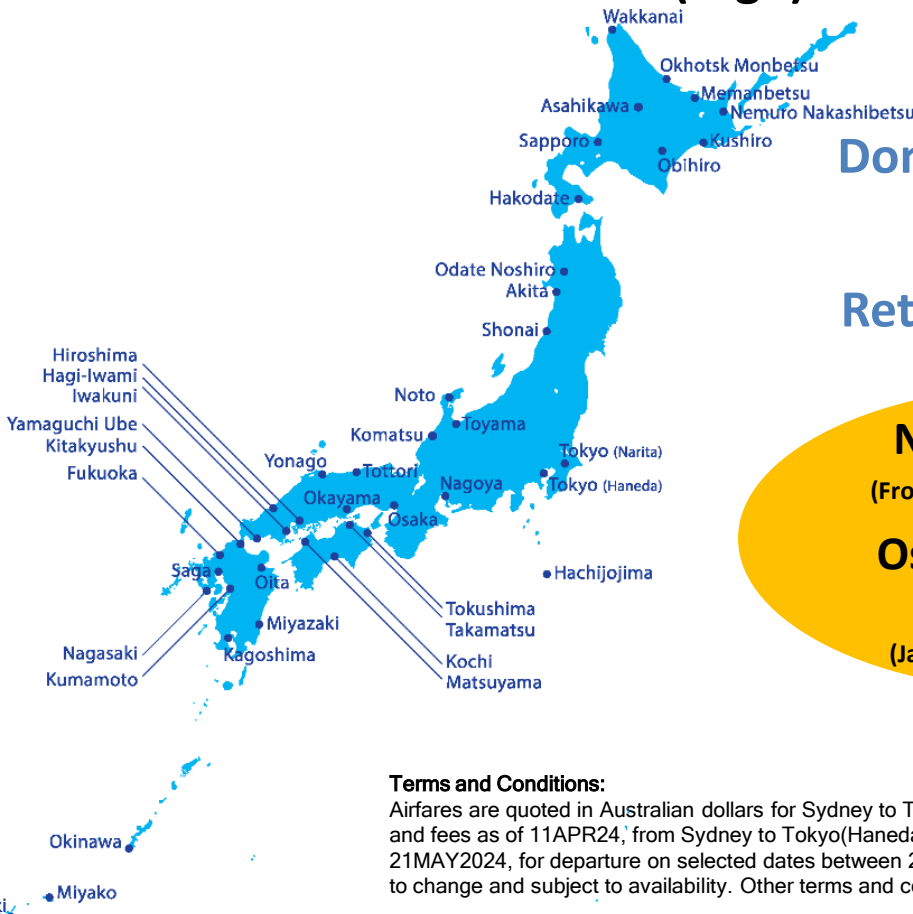 Wakkanai
Okhotsk Monbetsu
Memanbetsu
Asahikawa
Nemuro Nakashibetsu
Sapporo
Kushiro
Obihiro
Hakodate
Odate Noshiro
Akita
Shonai
Hiroshima
Hagi-Iwami
Iwakuni
Noto
Yamaguchi Ube
Toyama
Komatsu
Kitakyushu
Tokyo (Narita)
Yonago
Tottori
Fukuoka
Nagoya
Tokyo (Haneda)
Okayama
Osaka
Saga
Oita
Hachijojima
Tokushima
Miyazaki
Takamatsu
Nagasaki
Kagoshima
Kochi
Kumamoto
Matsuyama
Okinawa
Miyako
Terms and Conditions:
Airfares are quoted in Australian dollars for Sydney to T
and fees as of 11APR24, from Sydney to Tokyo(Haneda
21MAY2024, for departure on selected dates between 2
to change and subject to availability. Other terms and co